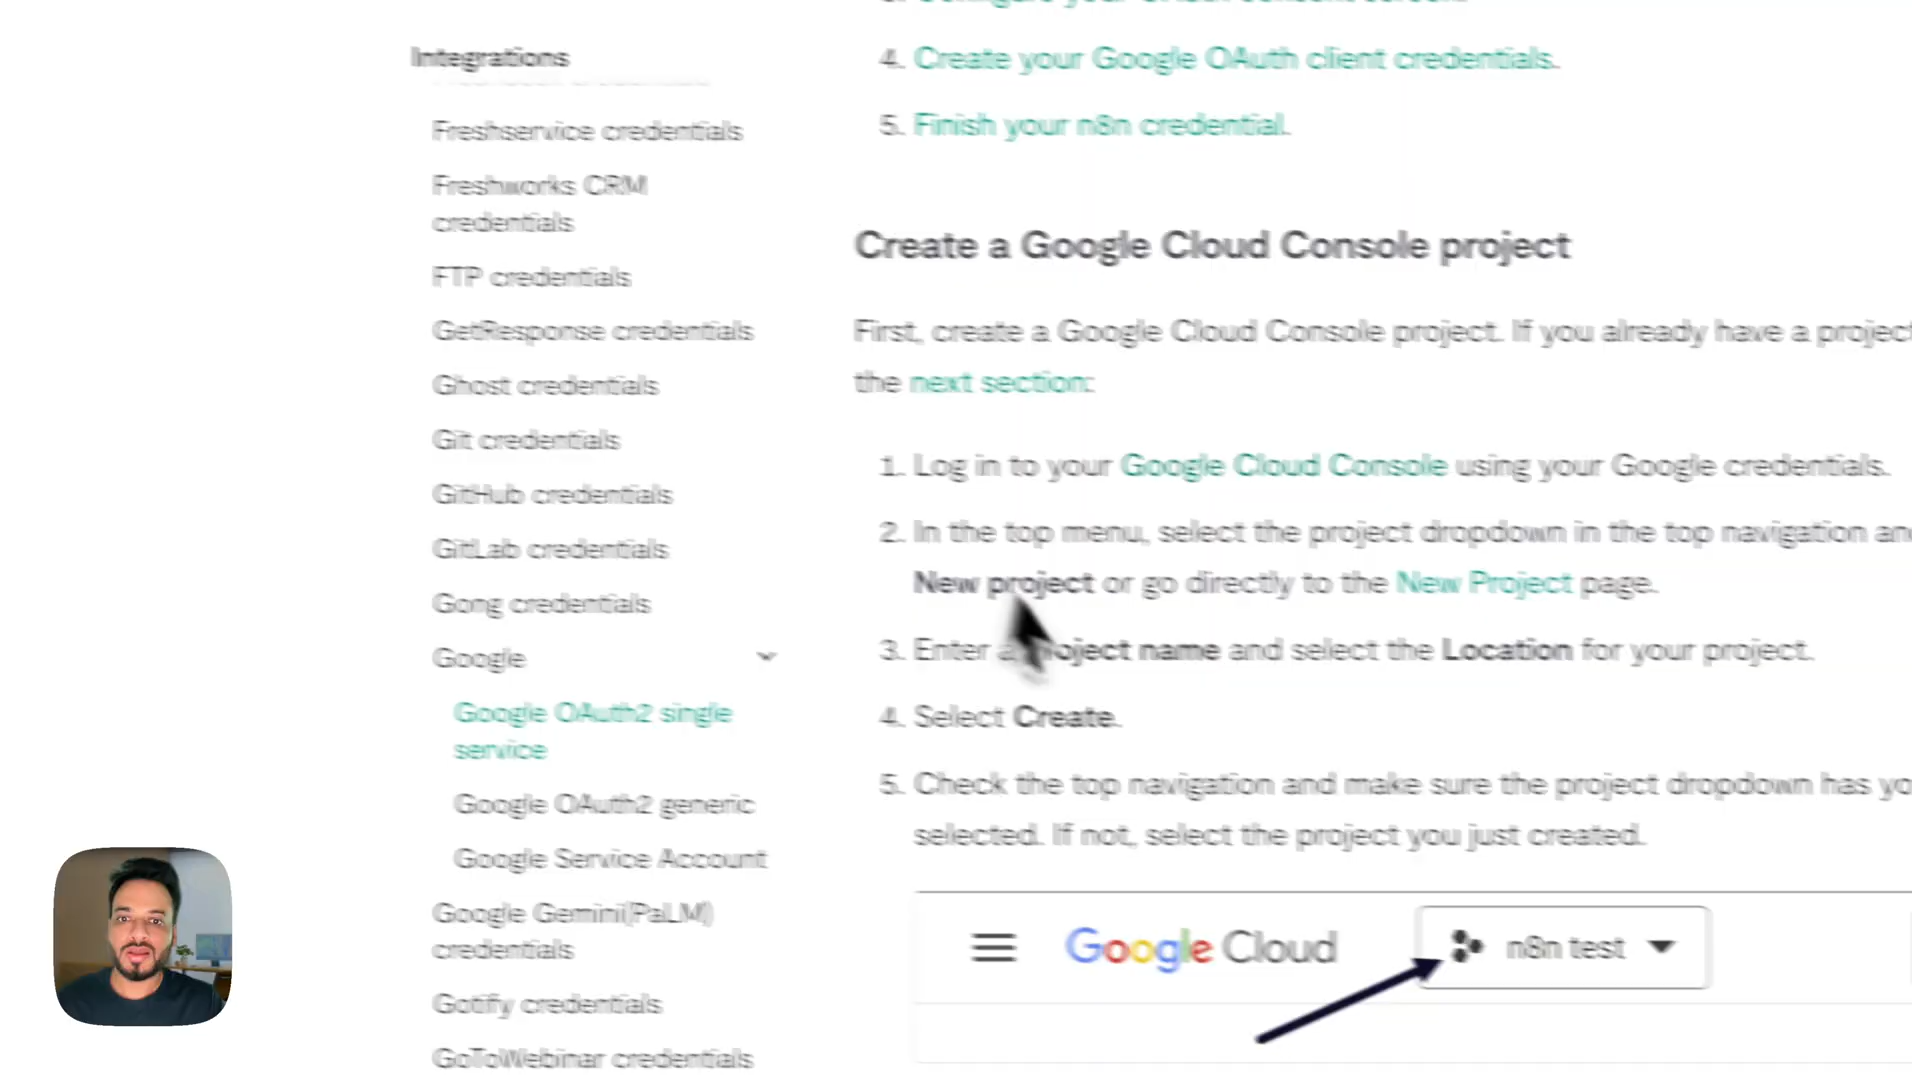 Integrations
Freshservice credentials
Freshworks CRM
credentials
FTP credentials
GetResponse credentials
Ghost credentials
Git credentials
GitHub credentials
GitLab credentials
Gong credentials
Google
Google OAuth2 single
service
Google OAuth2 generic
Google Service Account
Google Gemini(PaLM)
credentials
Gotify credentials
GoToWebinar credentials
4. Create your Google OAuth client credentials.
5. Finish your n8n credential.
Create a Google Cloud Console project
First, create a Google Cloud Console project. If you already have a project
the next section:
1. Log in to your Google Cloud Console using your Google credentials.
2. In the top menu, select the project dropdown in the top navigation and
New project or go directly to the New Project page.
3. Enter a project name and select the Location for your project.
4. Select Create.
5. Check the top navigation and make sure the project dropdown has yo
selected. If not, select the project you just created.
Google Cloud
n8n test